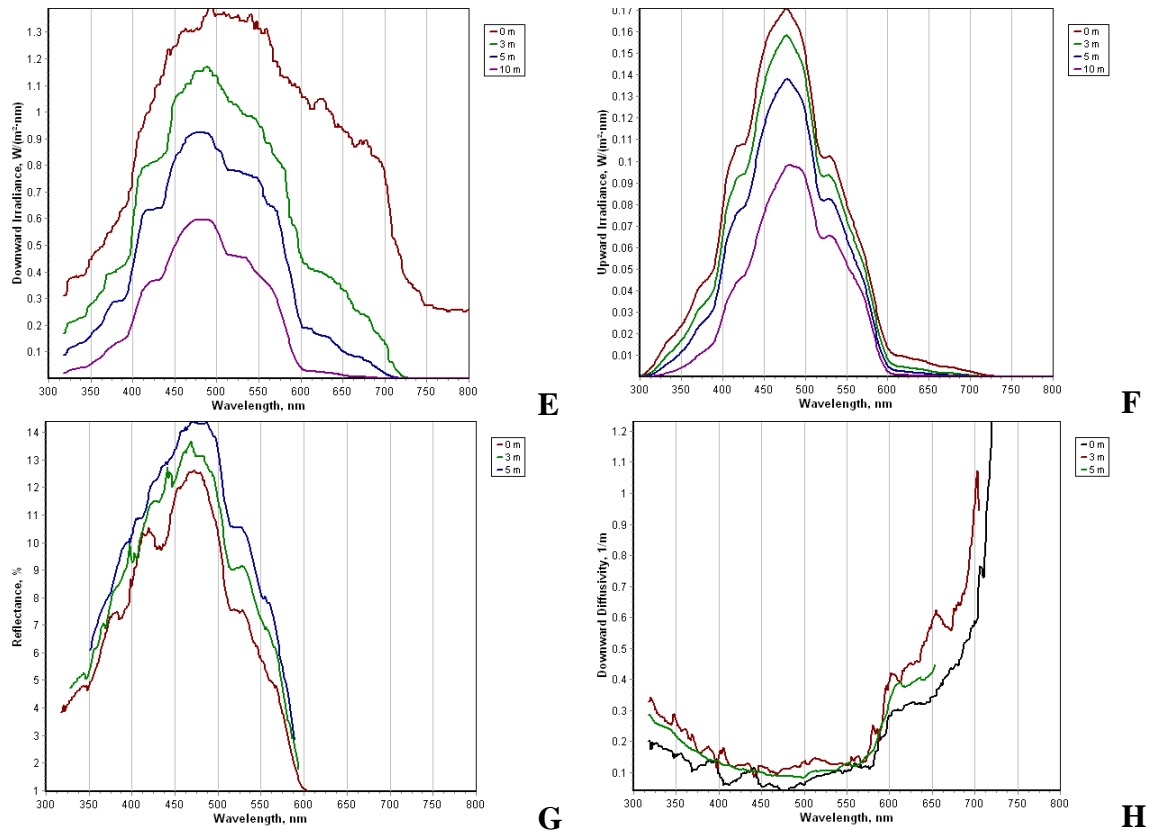 Downward Irradiance, W/(m²·nm)
1.3
1.2
1.1
1
0.9
0.8
0.7
0.6
0.5
0.4
0.3
0.2
0.1
300 350 400 450 500 550 600 650 700 750 800
Wavelength, nm
0 m
3 m
5 m
10 m
E
Upward Irradiance, W/(m²·nm)
0.17
0.16
0.15
0.14
0.13
0.12
0.11
0.1
0.09
0.08
0.07
0.06
0.05
0.04
0.03
0.02
0.01
300 350 400 450 500 550 600 650 700 750 800
Wavelength, nm
0 m
3 m
5 m
10 m
F
Reflectance, %
14
13
12
11
10
9
8
7
6
5
4
3
2
1
300 350 400 450 500 550 600 650 700 750 800
Wavelength, nm
0 m
3 m
5 m
G
Downward Diffusivity, 1/m
1.2
1.1
1
0.9
0.8
0.7
0.6
0.5
0.4
0.3
0.2
0.1
300 350 400 450 500 550 600 650 700 750 800
Wavelength, nm
0 m
3 m
5 m
H